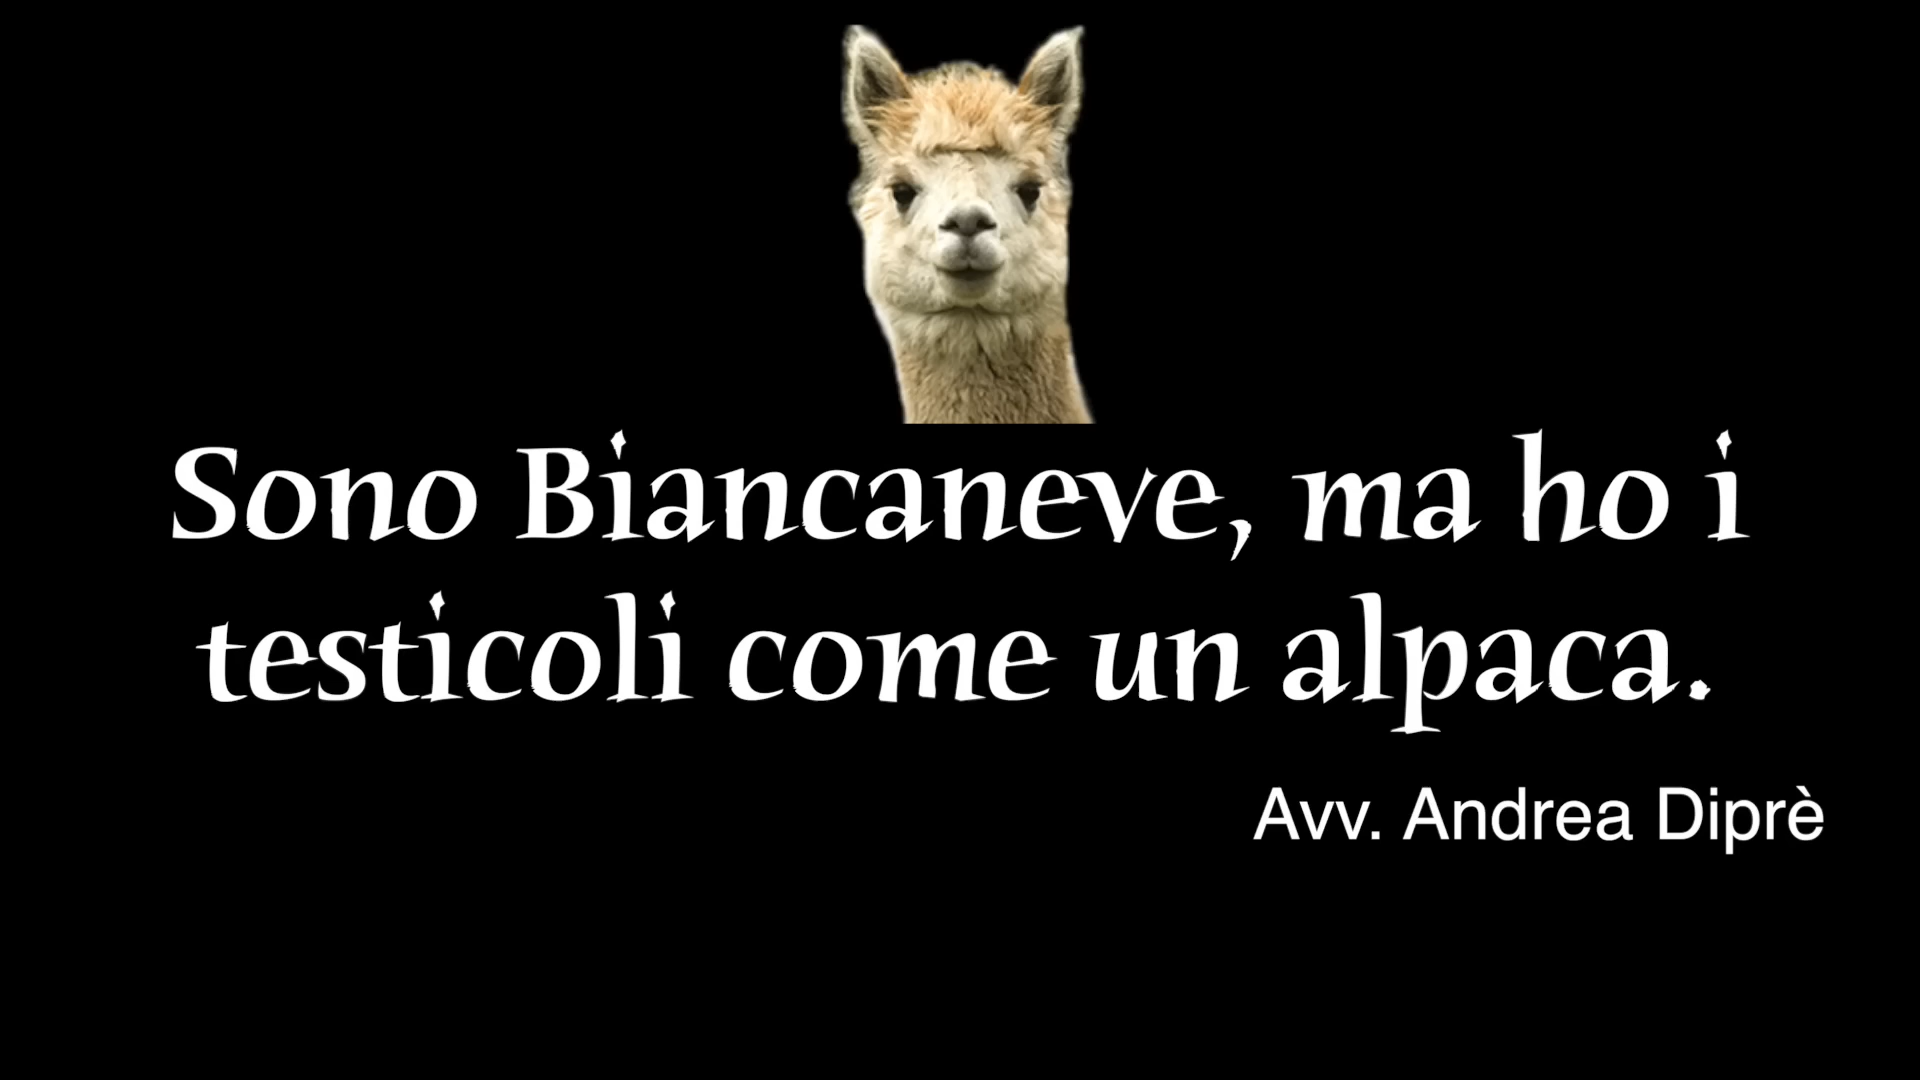 Sono Biancaneve, ma ho i
testicoli come un alpaca.
Avv. Andrea Diprè